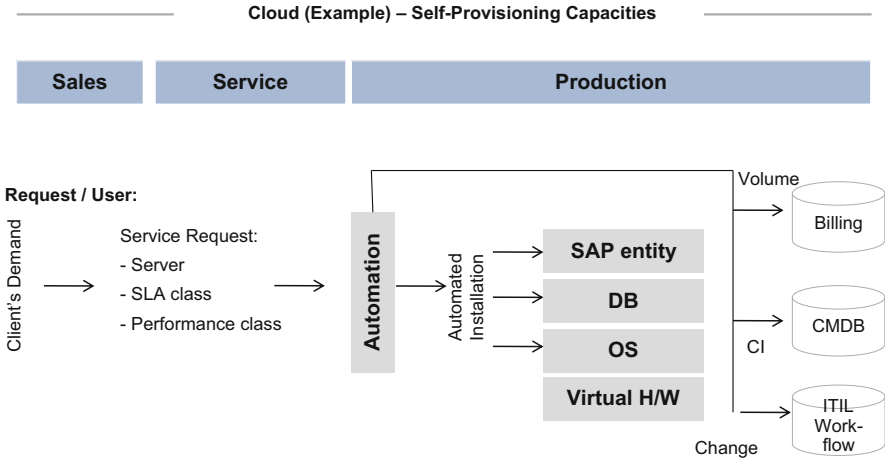 Cloud (Example) – Self-Provisioning Capacities
Sales
Service
Production
Request / User:
Client's Demand
Service Request:
- Server
- SLA class
- Performance class
Automation
Automated
Installation
SAP entity
DB
OS
Virtual H/W
Volume
Billing
CI
CMDB
Change
ITIL
Work-
flow